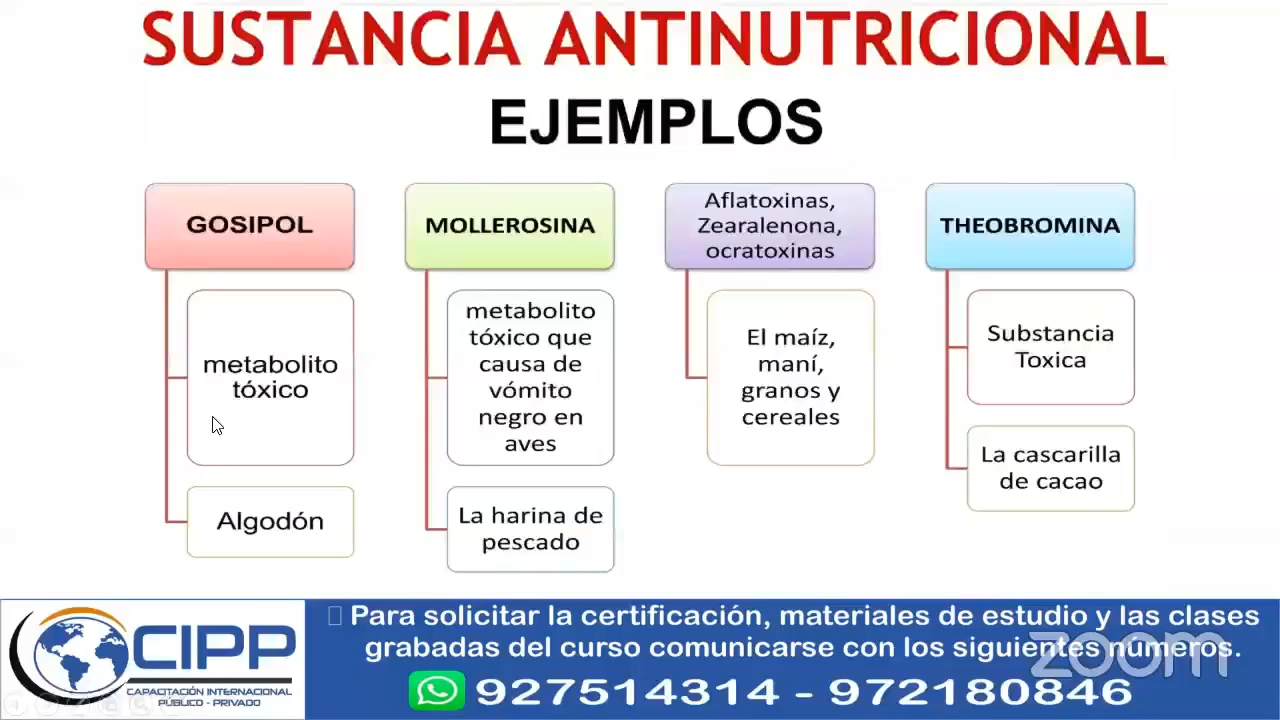 SUSTANCIA ANTINUTRICIONAL
EJEMPLOS
GOSIPOL
metabolito
tóxico
Algodón
MOLLEROSINA
metabolito
tóxico que
causa de
vómito
negro en
aves
La harina de
pescado
Aflatoxinas,
Zearalenona,
ocratoxinas
El maíz,
maní,
granos y
cereales
THEOBROMINA
Substancia
Toxica
La cascarilla
de cacao
CIPP
CAPACITACIÓN INTERNACIONAL
PÚBLICO - PRIVADO
Para solicitar la certificación, materiales de estudio y las clases
grabadas del curso comunicarse con los siguientes números.
927514314 - 972180846
zoom